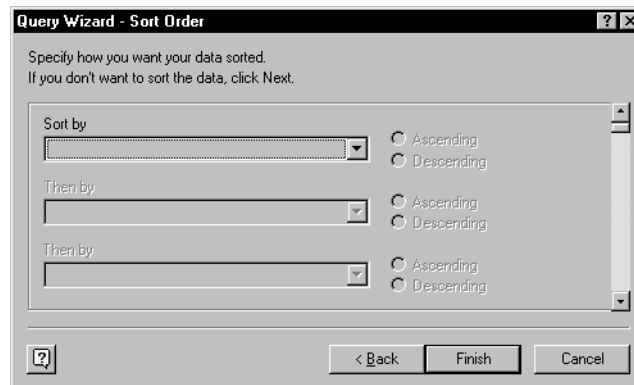 Query Wizard - Sort Order
Specify how you want your data sorted.
If you don't want to sort the data, click Next.
Sort by
Ascending
Descending
Then by
Ascending
Descending
Then by
Ascending
Descending
< Back
Finish
Cancel